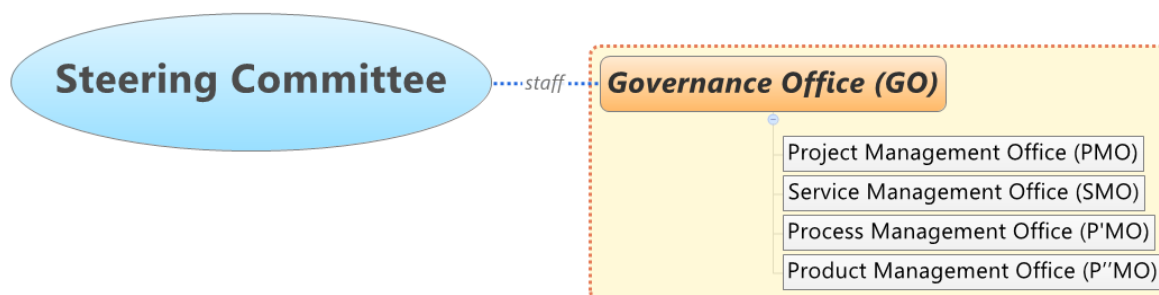 Steering Committee
staff
Governance Office (GO)
Project Management Office (PMO)
Service Management Office (SMO)
Process Management Office (P'MO)
Product Management Office (P’’MO)